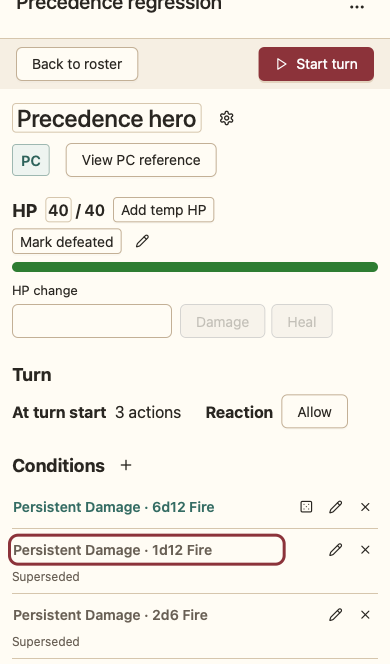 Precedence regression
...
Back to roster
Start turn
Precedence hero
PC
View PC reference
HP 40 / 40 Add temp HP
Mark defeated
HP change
Damage
Heal
Turn
At turn start 3 actions Reaction Allow
Conditions +
Persistent Damage · 6d12 Fire
Persistent Damage · 1d12 Fire
Superseded
Persistent Damage · 2d6 Fire
Superseded